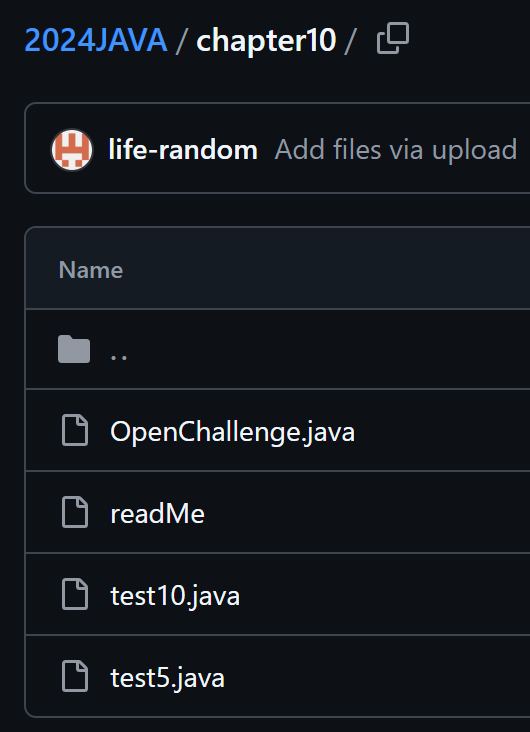 2024JAVA / chapter10 /
life-random Add files via upload
Name
..
OpenChallenge.java
readMe
test10.java
test5.java